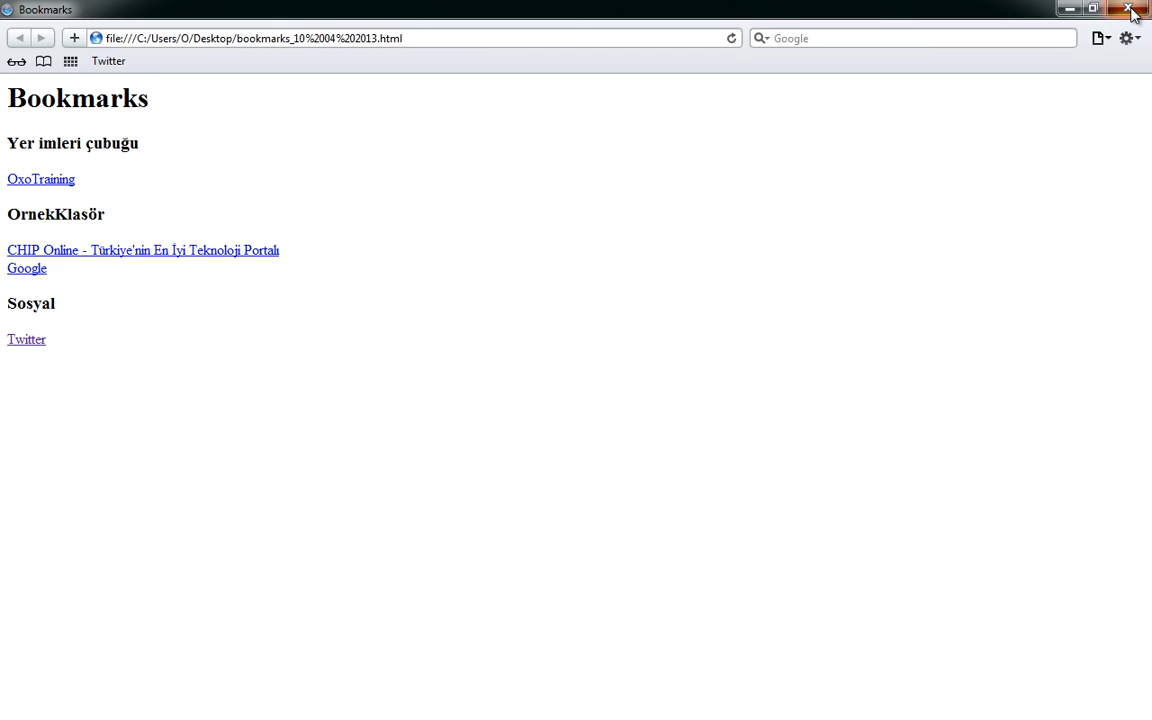 Bookmarks
file:///C:/Users/O/Desktop/bookmarks_10%2004%202013.html
Google
Twitter
Bookmarks
Yer imleri çubuğu
OxoTraining
OrnekKlasör
CHIP Online - Türkiye'nin En İyi Teknoloji Portalı
Google
Sosyal
Twitter